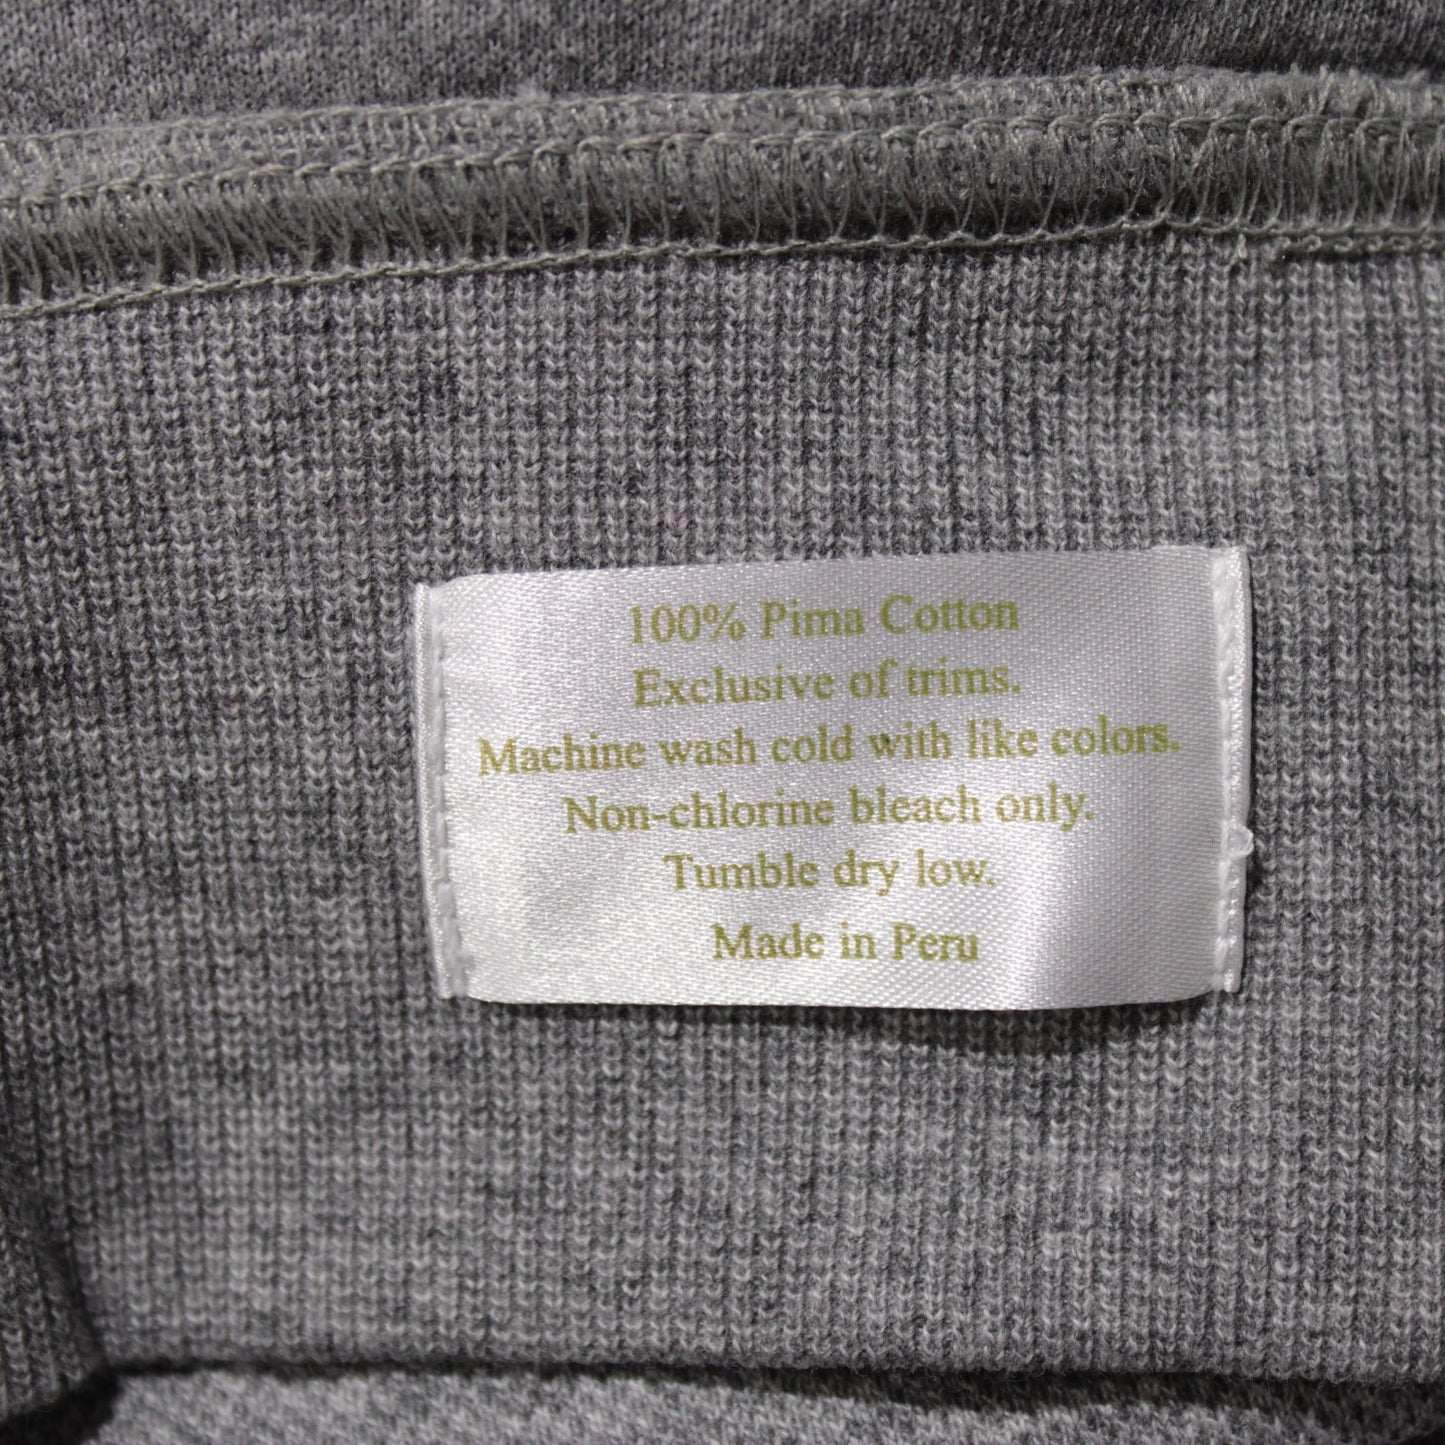 100% Pima Cotton
Exclusive of trims.
Machine wash cold with like colors.
Non-chlorine bleach only.
Tumble dry low.
Made in Peru